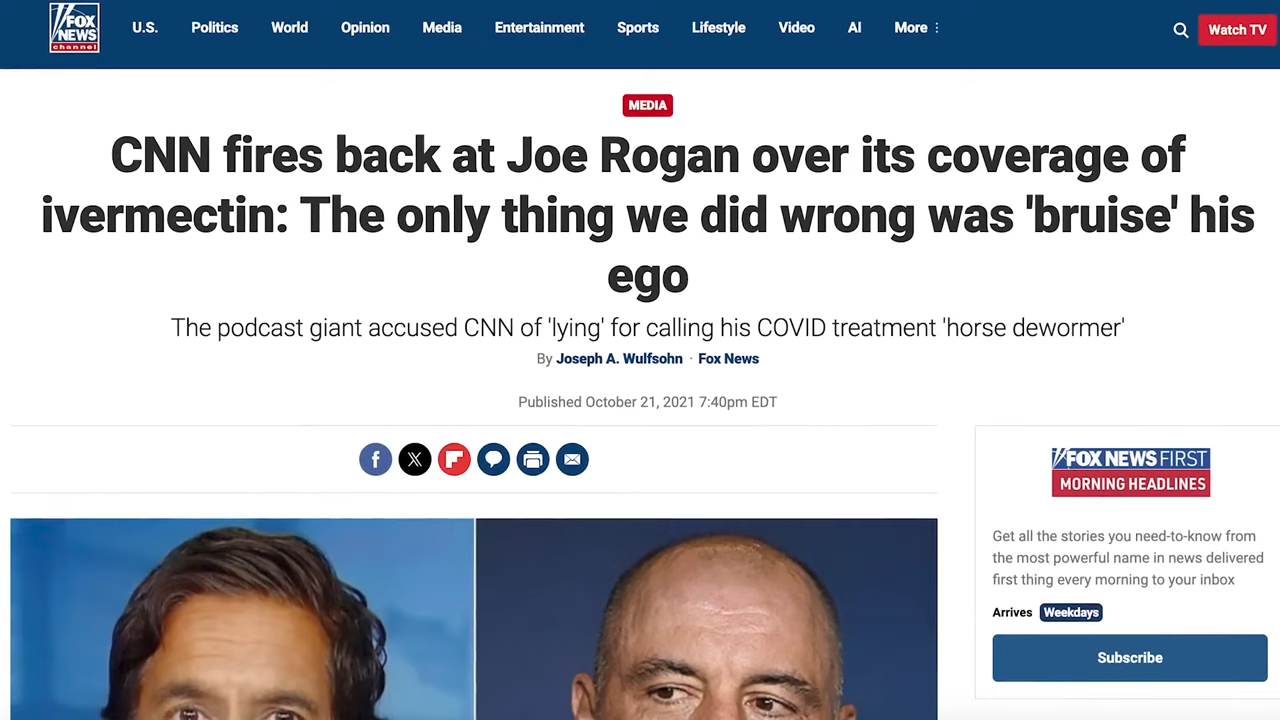 FOX
NEWS
channel
U.S. Politics World Opinion Media Entertainment Sports Lifestyle Video AI More
Watch TV
MEDIA
CNN fires back at Joe Rogan over its coverage of
ivermectin: The only thing we did wrong was 'bruise' his
ego
The podcast giant accused CNN of 'lying' for calling his COVID treatment 'horse dewormer'
By Joseph A. Wulfsohn · Fox News
Published October 21, 2021 7:40pm EDT
FOX NEWS FIRST
MORNING HEADLINES
Get all the stories you need-to-know from
the most powerful name in news delivered
first thing every morning to your inbox
Arrives Weekdays
Subscribe